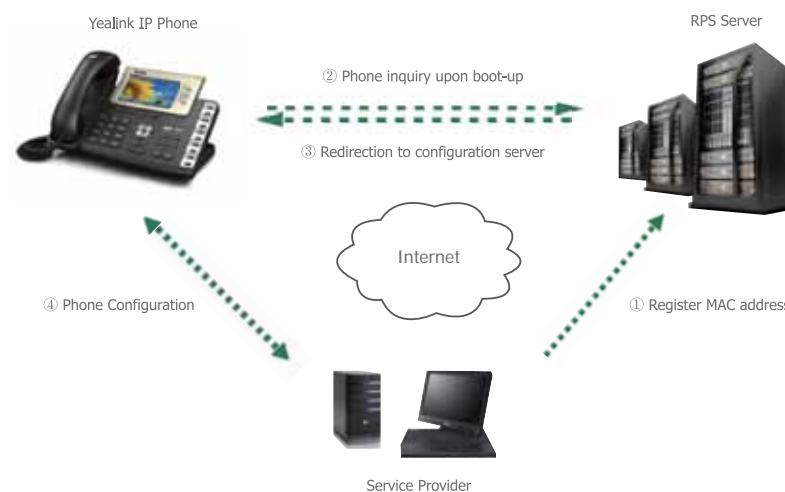 Yealink IP Phone
RPS Server
② Phone inquiry upon boot-up
③ Redirection to configuration server
Internet
④ Phone Configuration
① Register MAC address
Service Provider